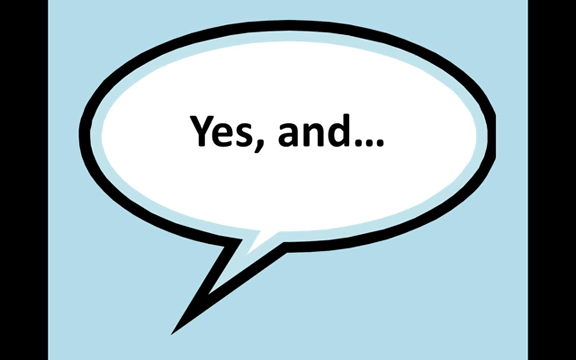 Yes, and…